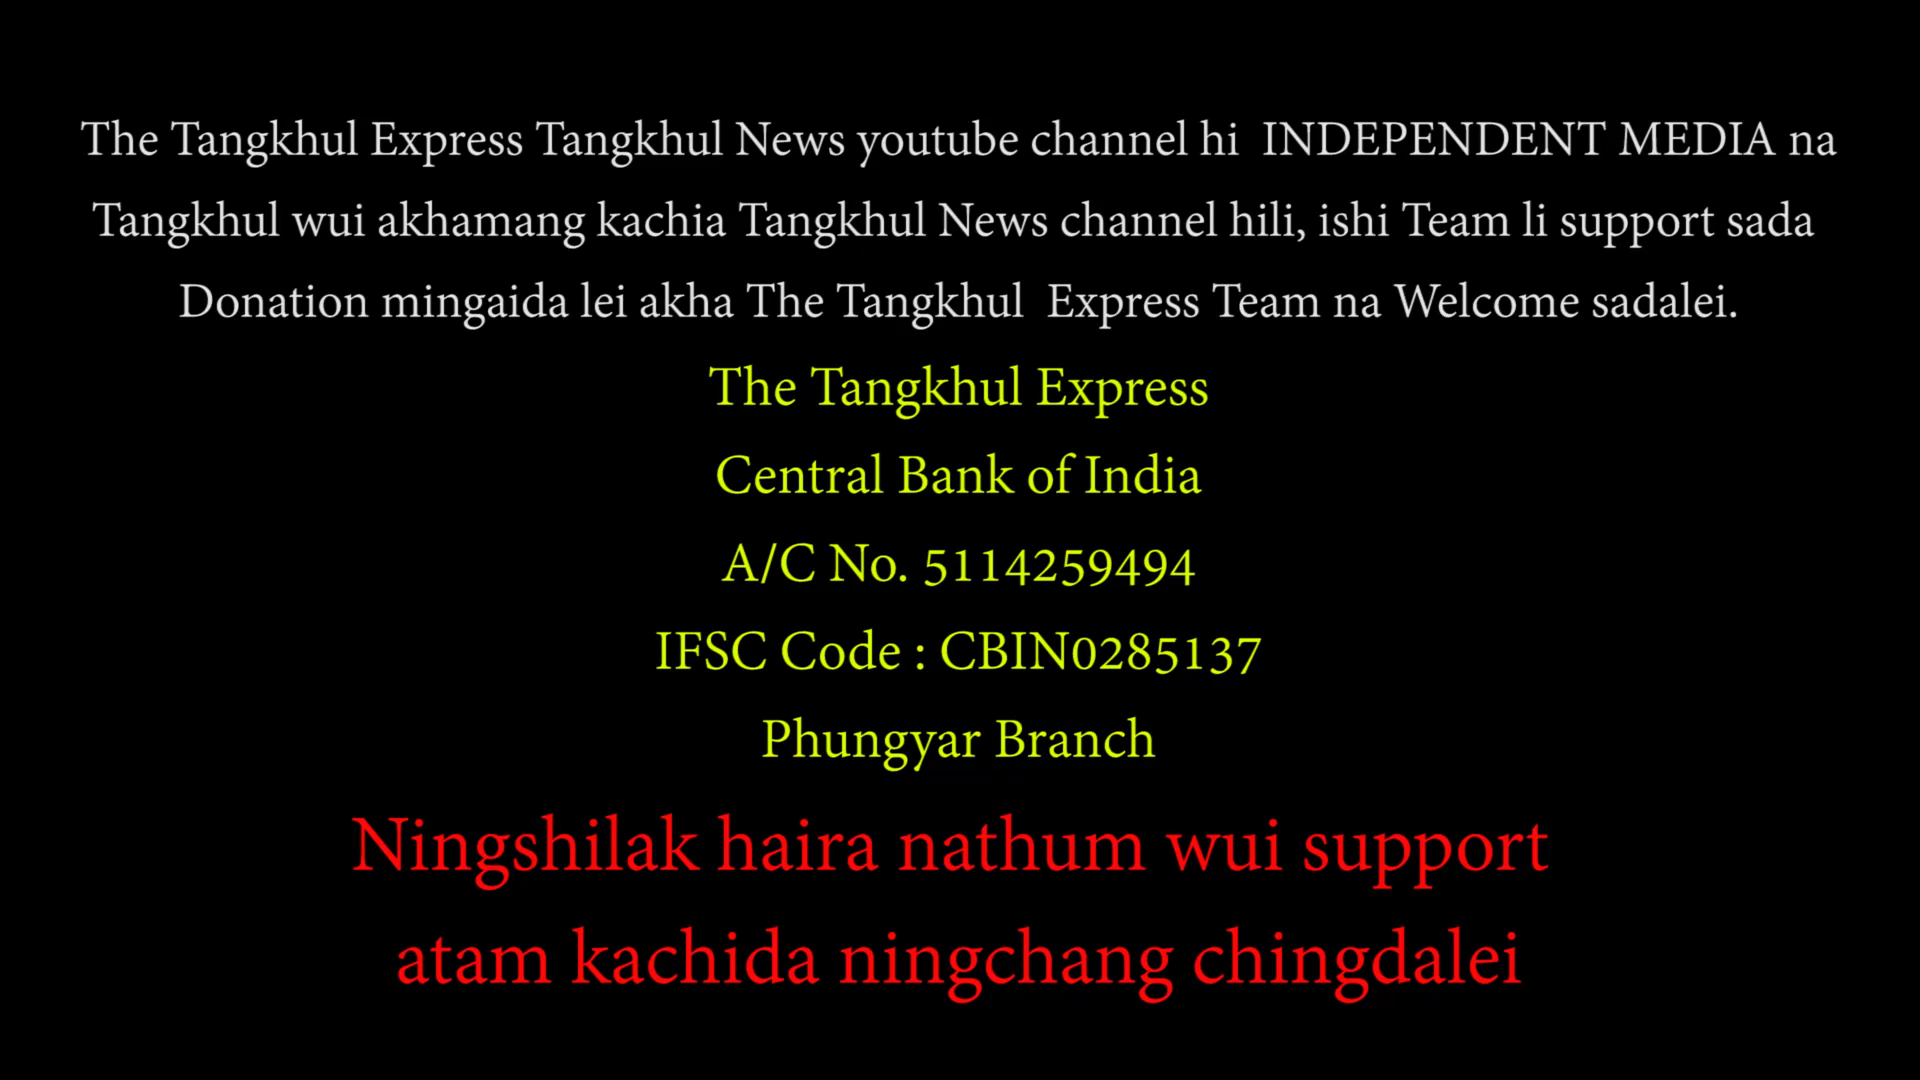 The Tangkhul Express Tangkhul News youtube channel hi INDEPENDENT MEDIA na
Tangkhul wui akhamang kachia Tangkhul News channel hili, ishi Team li support sada
Donation mingaida lei akha The Tangkhul Express Team na Welcome sadalei.
The Tangkhul Express
Central Bank of India
A/C No. 5114259494
IFSC Code : CBIN0285137
Phungyar Branch
Ningshilak haira nathum wui support
atam kachida ningchang chingdalei